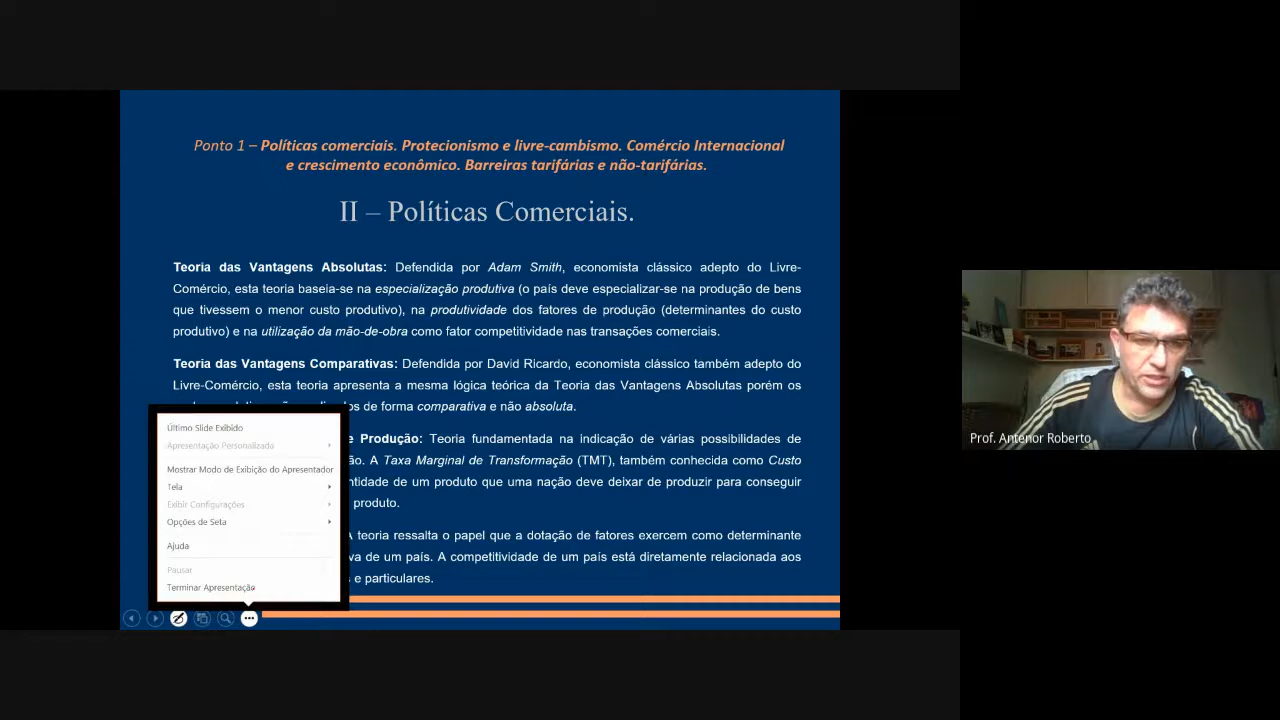 Ponto 1 – Políticas comerciais. Protecionismo e livre-cambismo. Comércio Internacional
e crescimento econômico. Barreiras tarifárias e não-tarifárias.
II – Políticas Comerciais.
Teoria das Vantagens Absolutas: Defendida por Adam Smith, economista clássico adepto do Livre-
Comércio, esta teoria baseia-se na especialização produtiva (o país deve especializar-se na produção de bens
que tivessem o menor custo produtivo), na produtividade dos fatores de produção (determinantes do custo
produtivo) e na utilização da mão-de-obra como fator competitividade nas transações comerciais.
Teoria das Vantagens Comparativas: Defendida por David Ricardo, economista clássico também adepto do
Livre-Comércio, esta teoria apresenta a mesma lógica teórica da Teoria das Vantagens Absolutas porém os
de forma comparativa e não absoluta.
e Produção: Teoria fundamentada na indicação de várias possibilidades de
A Taxa Marginal de Transformação (TMT), também conhecida como Custo
de um produto que uma nação deve deixar de produzir para conseguir
produto.
A teoria ressalta o papel que a dotação de fatores exercem como determinante
de um país. A competitividade de um país está diretamente relacionada aos
e particulares.
Último Slide Exibido
Apresentação Personalizada
Mostrar Modo de Exibição do Apresentador
Tela
Exibir Configurações
Opções de Seta
Ajuda
Pausar
Terminar Apresentação
Prof. Antenor Roberto